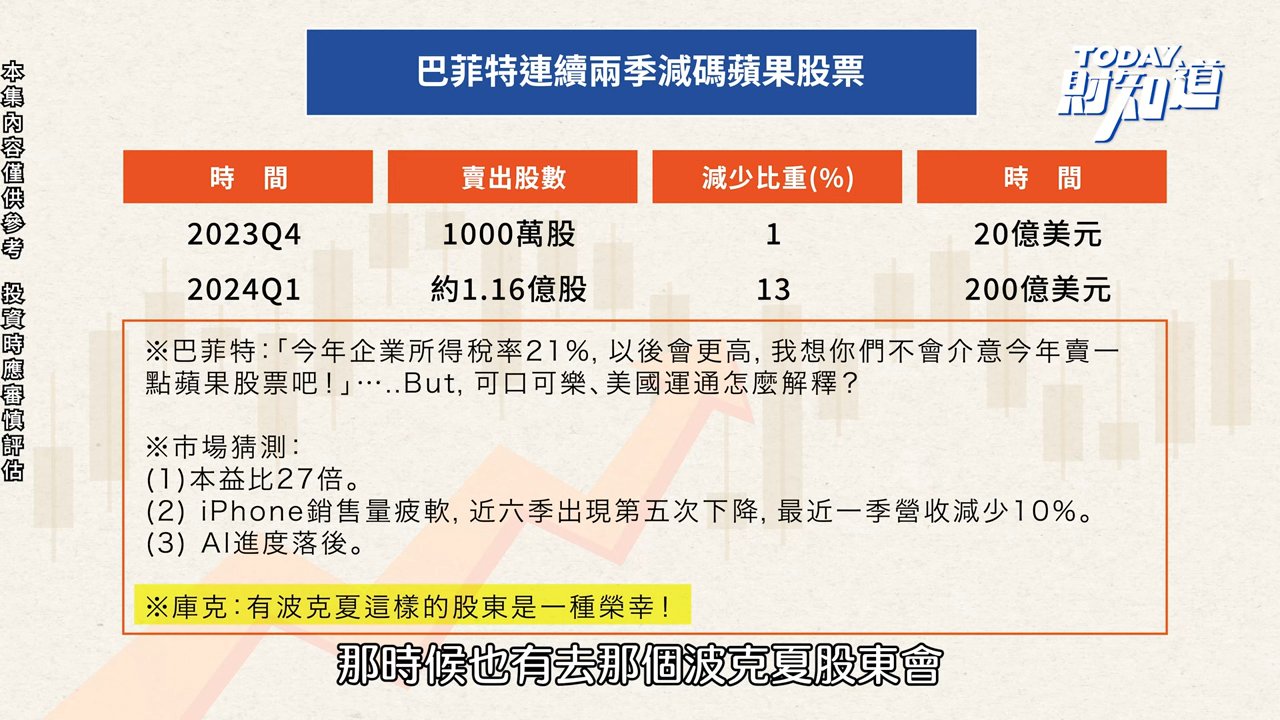 巴菲特連續兩季減碼蘋果股票
TODAY
財知道
本集內容僅供參考 投資時應審慎評估
時 間 賣出股數 減少比重(%) 時 間
2023Q4 1000萬股 1 20億美元
2024Q1 約1.16億股 13 200億美元
※巴菲特:「今年企業所得稅率21%, 以後會更高, 我想你們不會介意今年賣一
點蘋果股票吧!」⋯..But, 可口可樂、美國運通怎麼解釋?
※市場猜測:
(1)本益比27倍。
(2) iPhone銷售量疲軟, 近六季出現第五次下降, 最近一季營收減少10%。
(3) AI進度落後。
※庫克:有波克夏這樣的股東是一種榮幸!
那時候也有去那個波克夏股東會